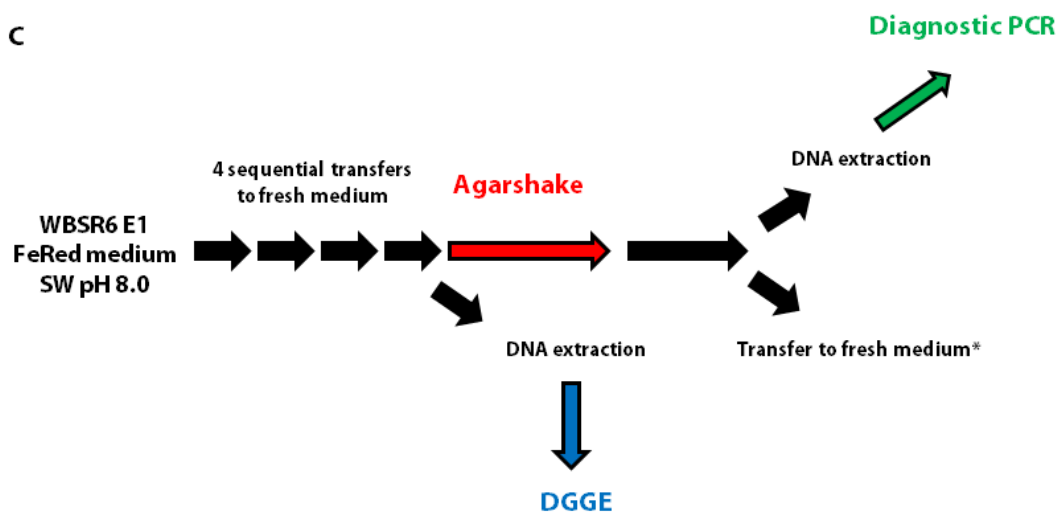 C
Diagnostic PCR
DNA extraction
4 sequential transfers
to fresh medium
Agarshake
WBSR6 E1
FeRed medium
SW pH 8.0
DNA extraction
Transfer to fresh medium*
DGGE